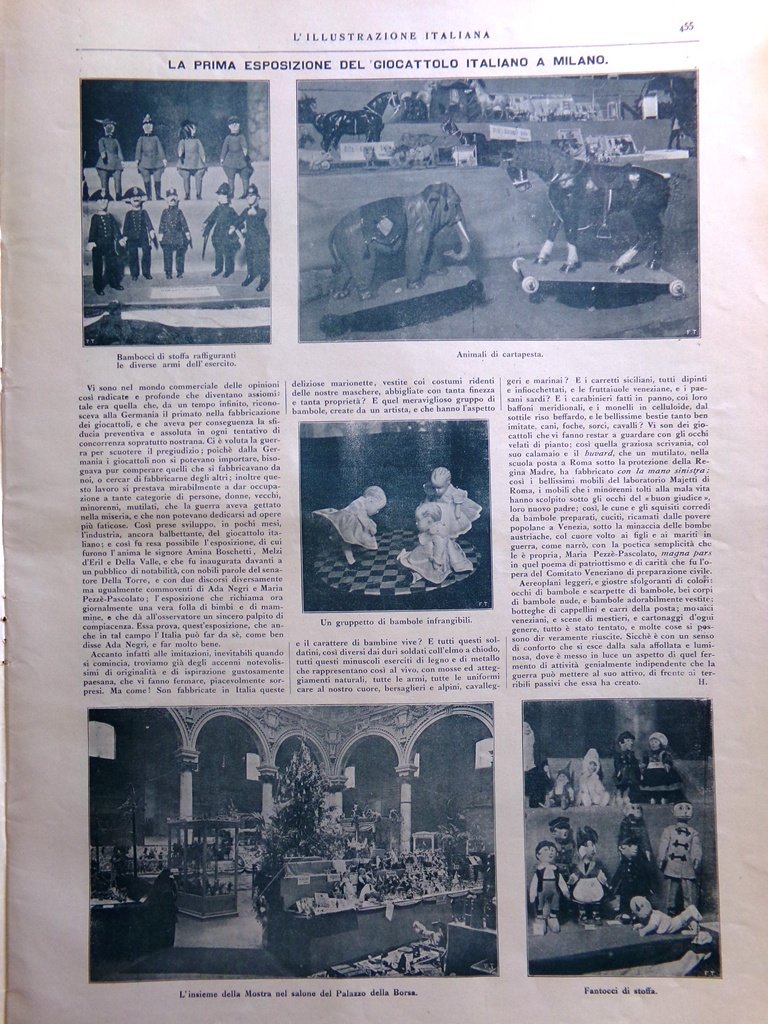 L'ILLUSTRAZIONE ITALIANA
455
LA PRIMA ESPOSIZIONE DEL GIOCATTOLO ITALIANO A MILANO.
Bambocci di stoffa raffiguranti
le diverse armi dell'esercito.
Animali di cartapesta.
Vi sono nel mondo commerciale delle opinioni
così radicate e profonde che diventano assiomi:
tale era quella che, da un tempo infinito, ricono-
sceva alla Germania il primato nella fabbricazione
dei giocattoli, e che aveva per conseguenza la sfi-
ducia preventiva e assoluta in ogni tentativo di
concorrenza sopratutto nostrana. Ci è voluta la guer-
ra per scuotere il pregiudizio; poichè dalla Ger-
mania i giocattoli non si potevano importare, biso-
gnava pur comperare quelli che si fabbricavano da
noi, o cercar di fabbricarne degli altri; inoltre que-
sto lavoro si prestava mirabilmente a dar occupa-
zione a tante categorie di persone, donne, vecchi,
minorenni, mutilati, che la guerra aveva gettato
nella miseria, e che non potevano dedicarsi ad opere
più faticose. Così prese sviluppo, in pochi mesi,
l'industria, ancora balbettante, del giocattolo ita-
liano; e così fu resa possibile l'esposizione, di cui
furono l'anima le signore Amina Boschetti, Melzi
d'Eril e Della Valle, e che fu inaugurata davanti a
un pubblico di notabilità, con nobili parole del sena-
tore Della Torre, e con due discorsi diversamente
ma ugualmente commoventi di Ada Negri e Maria
Pezzè-Pascolato; l'esposizione che richiama ora
giornalmente una vera folla di bimbi e di mam-
mine, e che dà all'osservatore un sincero palpito di
compiacenza. Essa prova, quest'esposizione, che an-
che in tal campo l'Italia può far da sè, come ben
disse Ada Negri, e far molto bene.
Accanto infatti alle imitazioni, inevitabili quando
si comincia, troviamo già degli accenni notevolis-
simi di originalità e di ispirazione gustosamente
paesana, che vi fanno fermare, piacevolmente sor-
presi. Ma come! Son fabbricate in Italia queste
deliziose marionette, vestite coi costumi ridenti
delle nostre maschere, abbigliate con tanta finezza
e tanta proprietà? E quel meraviglioso gruppo di
bambole, create da un artista, e che hanno l'aspetto
Un gruppetto di bambole infrangibili.
e il carattere di bambine vive? E tutti questi sol-
datini, così diversi dai duri soldati coll'elmo a chiodo,
tutti questi minuscoli eserciti di legno e di metallo
che rappresentano così al vivo, con mosse ed atteg-
giamenti naturali, tutte le armi, tutte le uniformi
care al nostro cuore, bersaglieri e alpini, cavalleg-
geri e marinai? E i carretti siciliani, tutti dipinti
e infiocchettati, e le fruttaiuole veneziane, e i pae-
sani sardi? E i carabinieri fatti in panno, coi loro
baffoni meridionali, e i monelli in celluloide, dal
sottile riso beffardo, e le bellissime bestie tanto ben
imitate, cani, foche, sorci, cavalli? Vi son dei gio-
cattoli che vi fanno restar a guardare con gli occhi
velati di pianto; così quella graziosa scrivania, col
suo calamaio e il buvard, che un mutilato, nella
scuola posta a Roma sotto la protezione della Re-
gina Madre, ha fabbricato con la mano sinistra;
così i bellissimi mobili del laboratorio Majetti di
Roma, i mobili che i minorenni tolti alla mala vita
hanno scolpito sotto gli occhi del «buon giudice»,
loro nuovo padre; così, le cune e gli squisiti corredi
da bambole preparati, cuciti, ricamati dalle povere
popolane a Venezia, sotto la minaccia delle bombe
austriache, col cuore volto ai figli e ai mariti in
guerra, come narrò, con la poetica semplicità che
le è propria, Maria Pezzè-Pascolato, magna pars
in quel poema di patriottismo e di carità che fu l'o-
pera del Comitato Veneziano di preparazione civile.
Aeroplani leggeri, e giostre sfolgoranti di colori;
occhi di bambole e scarpette di bambole, bei corpi
di bambole nude, e bambole adorabilmente vestite;
botteghe di cappellini e carri della posta; mosaici
veneziani, e scene di mestieri, e cartonaggi d'ogni
genere, tutto è stato tentato, e molte cose si pos-
sono dir veramente riuscite. Sicchè è con un senso
di conforto che si esce dalla sala affollata e lumi-
nosa, dove è messo in luce un aspetto di quel fer-
mento di attività genialmente indipendente che la
guerra può mettere al suo attivo, di fronte ai ter-
ribili passivi che essa ha creato. H.
L'insieme della Mostra nel salone del Palazzo della Borsa.
Fantocci di stoffa.